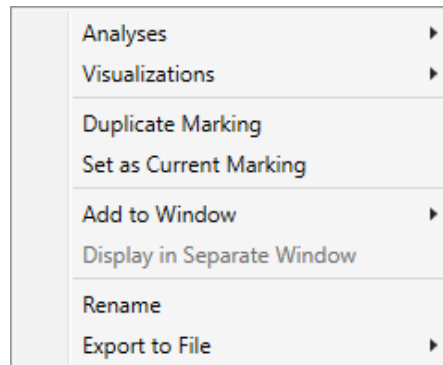 Analyses
Visualizations
Duplicate Marking
Set as Current Marking
Add to Window
Display in Separate Window
Rename
Export to File